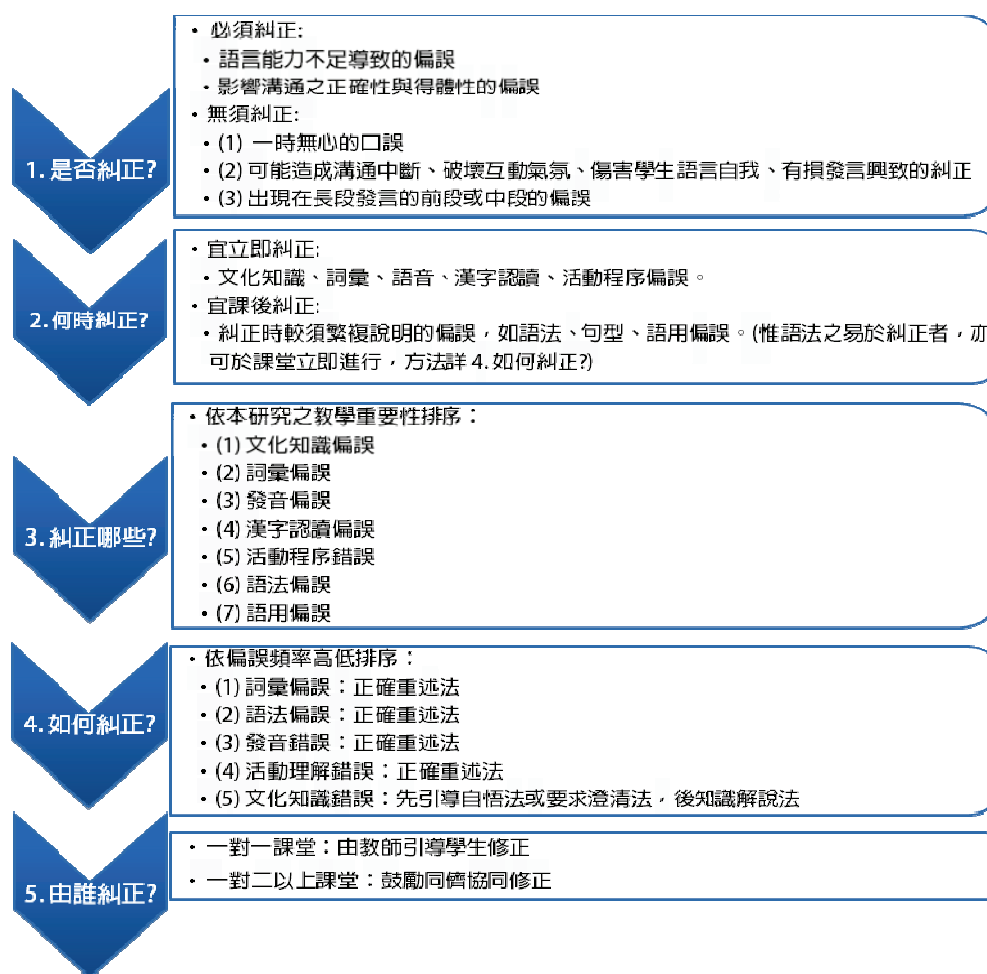 1. 是否糾正?
• 必須糾正:
• 語言能力不足導致的偏誤
• 影響溝通之正確性與得體性的偏誤
• 無須糾正:
• (1) 一時無心的口誤
• (2) 可能造成溝通中斷、破壞互動氣氛、傷害學生語言自我、有損發言興致的糾正
• (3) 出現在長段發言的前段或中段的偏誤
2. 何時糾正?
• 宜立即糾正:
• 文化知識、詞彙、語音、漢字認讀、活動程序偏誤。
• 宜課後糾正:
• 糾正時較須繁複說明的偏誤，如語法、句型、語用偏誤。(惟語法之易於糾正者，亦
可於課堂立即進行，方法詳 4. 如何糾正?)
3. 糾正哪些?
• 依本研究之教學重要性排序：
• (1) 文化知識偏誤
• (2) 詞彙偏誤
• (3) 發音偏誤
• (4) 漢字認讀偏誤
• (5) 活動程序錯誤
• (6) 語法偏誤
• (7) 語用偏誤
4. 如何糾正?
• 依偏誤頻率高低排序：
• (1) 詞彙偏誤：正確重述法
• (2) 語法偏誤：正確重述法
• (3) 發音錯誤：正確重述法
• (4) 活動理解錯誤：正確重述法
• (5) 文化知識錯誤：先引導自悟法或要求澄清法，後知識解說法
5. 由誰糾正?
• 一對一課堂：由教師引導學生修正
• 一對二以上課堂：鼓勵同儕協同修正